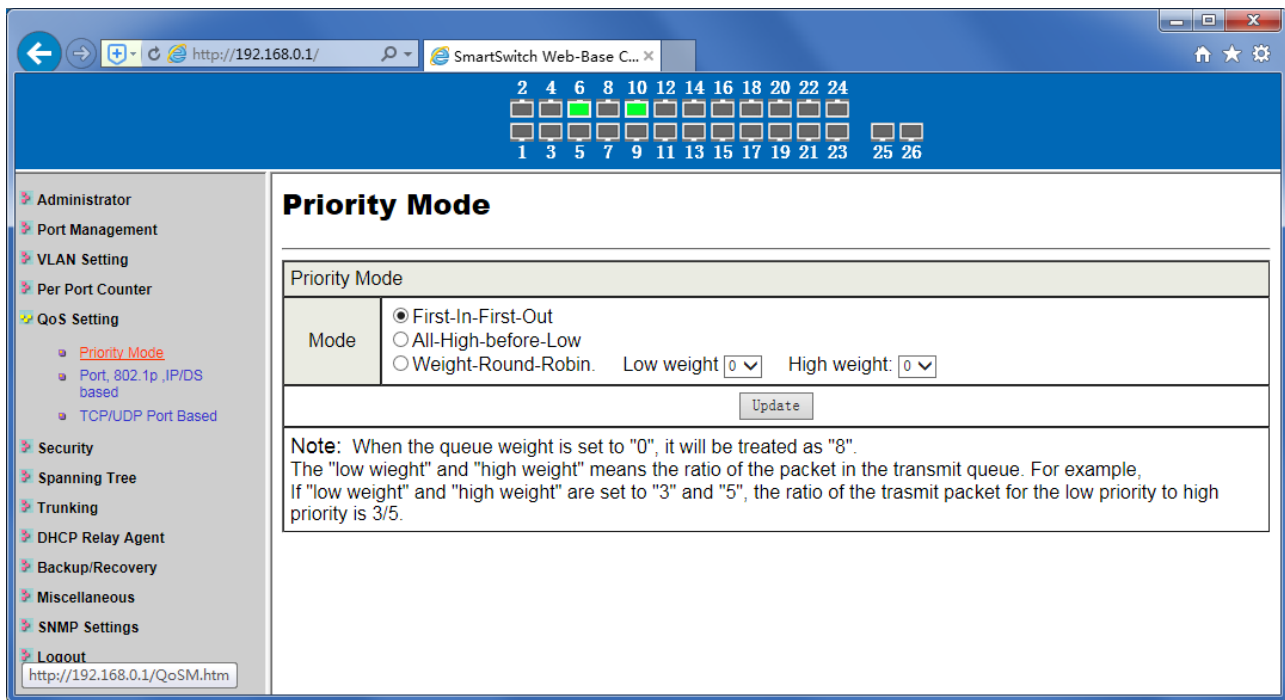 http://192.168.0.1/
SmartSwitch Web-Base C...
2 4 6 8 10 12 14 16 18 20 22 24
1 3 5 7 9 11 13 15 17 19 21 23 25 26
Administrator
Port Management
VLAN Setting
Per Port Counter
QoS Setting
Priority Mode
Port, 802.1p ,IP/DS
based
TCP/UDP Port Based
Security
Spanning Tree
Trunking
DHCP Relay Agent
Backup/Recovery
Miscellaneous
SNMP Settings
Logout
http://192.168.0.1/QoSM.htm
Priority Mode
Priority Mode
Mode
First-In-First-Out
All-High-before-Low
Weight-Round-Robin. Low weight 0 High weight: 0
Update
Note: When the queue weight is set to "0", it will be treated as "8".
The "low wieght" and "high weight" means the ratio of the packet in the transmit queue. For example,
If "low weight" and "high weight" are set to "3" and "5", the ratio of the trasmit packet for the low priority to high
priority is 3/5.